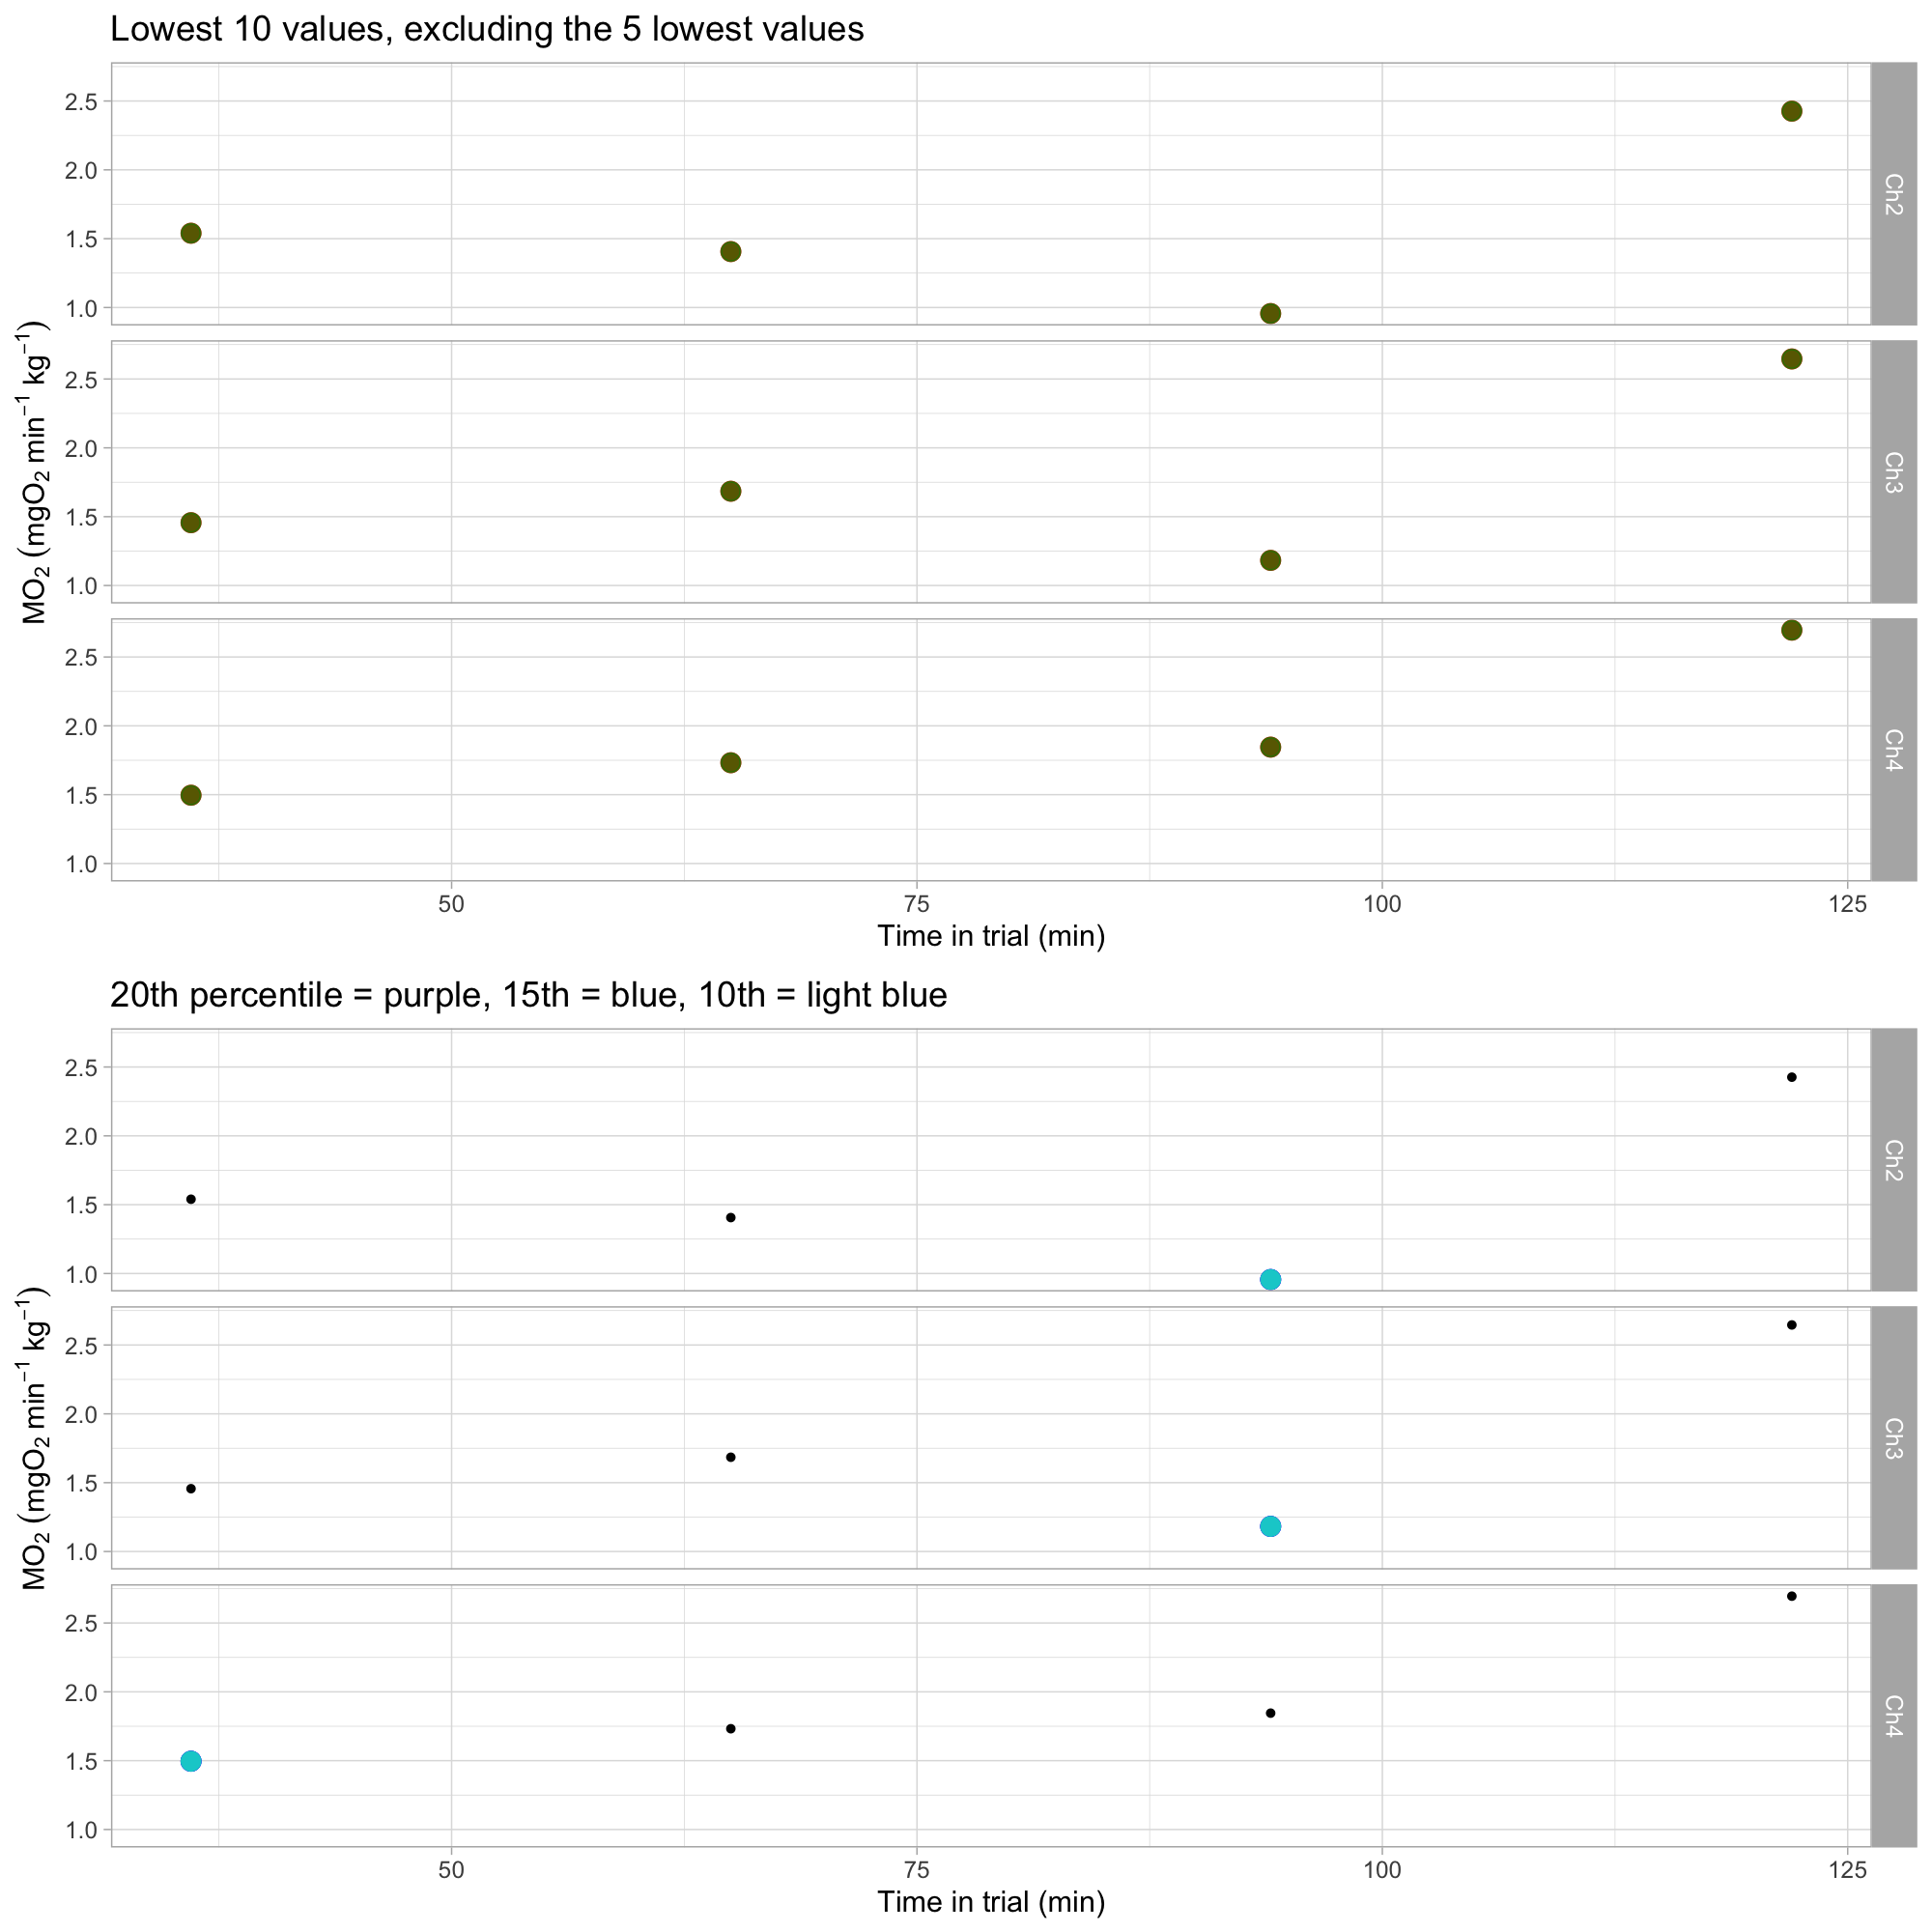 Lowest 10 values, excluding the 5 lowest values
MO₂ (mgO₂ min⁻¹ kg⁻¹)
2.5
2.0
1.5
1.0
Ch2
2.5
2.0
1.5
1.0
Ch3
2.5
2.0
1.5
1.0
Ch4
50 75 100 125
Time in trial (min)
20th percentile = purple, 15th = blue, 10th = light blue
MO₂ (mgO₂ min⁻¹ kg⁻¹)
2.5
2.0
1.5
1.0
Ch2
2.5
2.0
1.5
1.0
Ch3
2.5
2.0
1.5
1.0
Ch4
50 75 100 125
Time in trial (min)